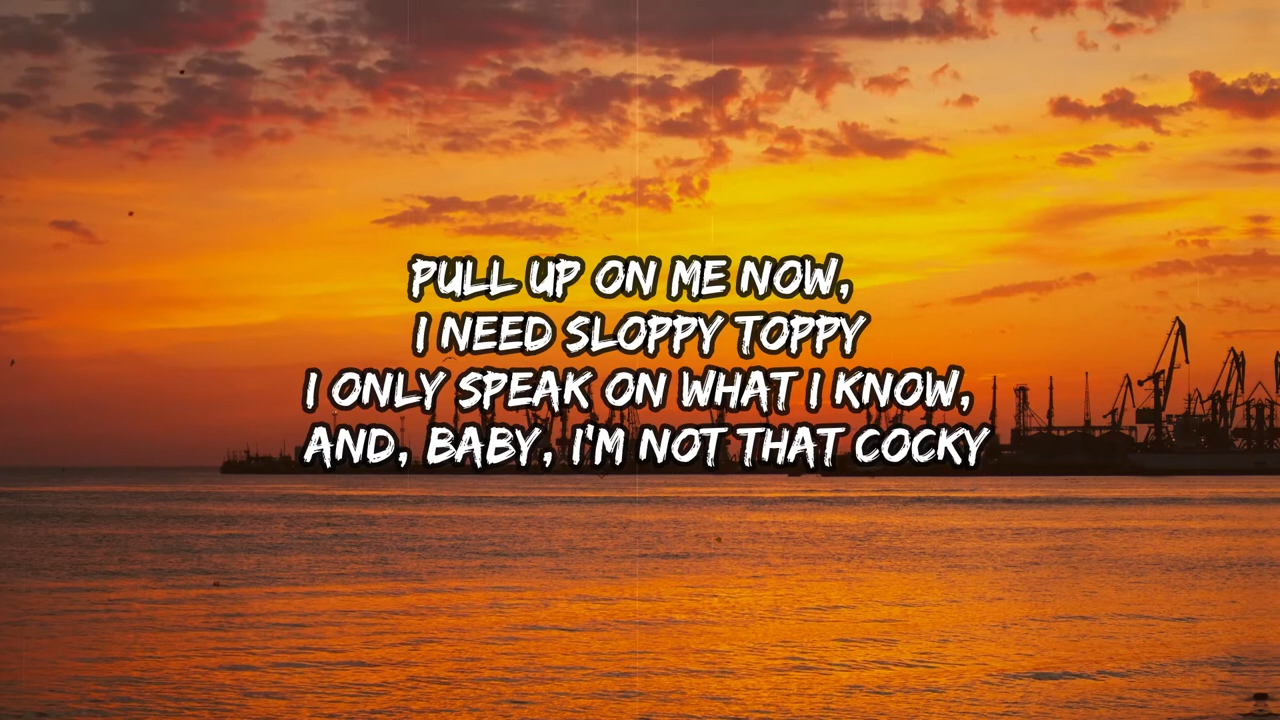 PULL UP ON ME NOW,
I NEED SLOPPY TOPPY
I ONLY SPEAK ON WHAT I KNOW,
AND, BABY, I'M NOT THAT COCKY